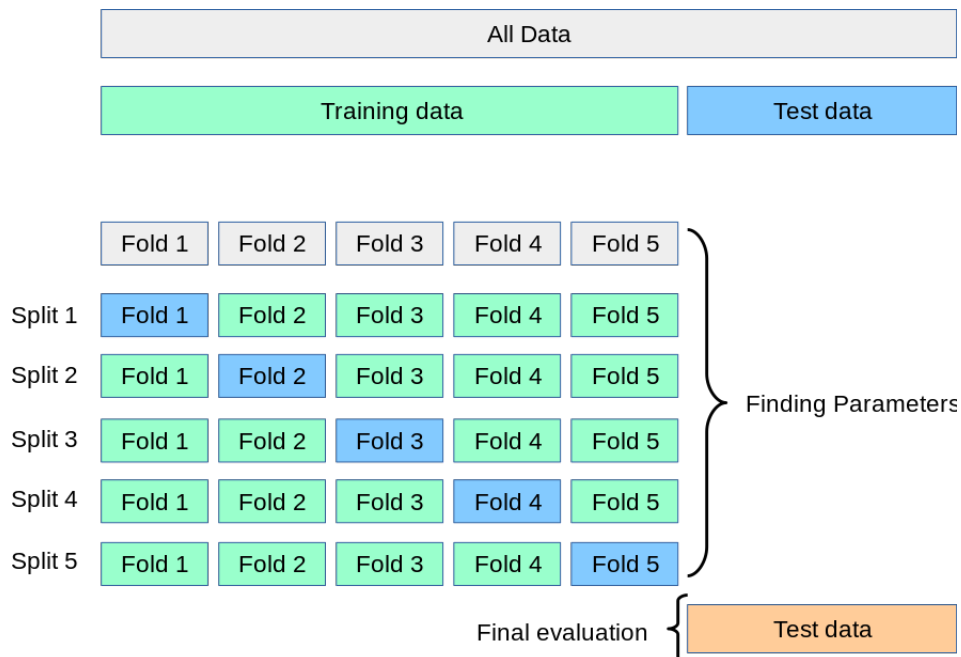 All Data
Training data Test data
Fold 1 Fold 2 Fold 3 Fold 4 Fold 5
Split 1 Fold 1 Fold 2 Fold 3 Fold 4 Fold 5
Split 2 Fold 1 Fold 2 Fold 3 Fold 4 Fold 5
Finding Parameters
Split 3 Fold 1 Fold 2 Fold 3 Fold 4 Fold 5
Split 4 Fold 1 Fold 2 Fold 3 Fold 4 Fold 5
Split 5 Fold 1 Fold 2 Fold 3 Fold 4 Fold 5
Final evaluation Test data